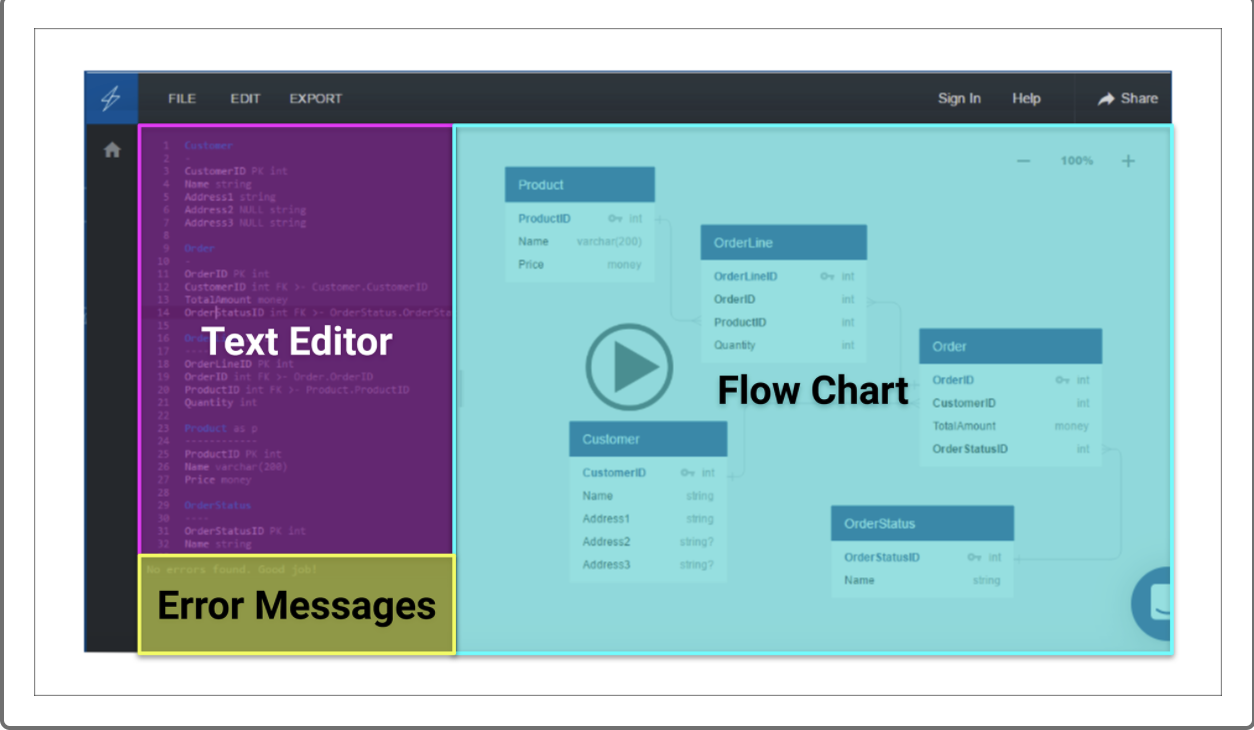 FILE EDIT EXPORT Sign In Help Share
1 Customer
2 -
3 CustomerID PK int
4 Name string
5 Address1 string
6 Address2 NULL string
7 Address3 NULL string
8
9 Order
10 -
11 OrderID PK int
12 CustomerID int FK >- Customer.CustomerID
13 TotalAmount money
14 OrderStatusID int FK >- OrderStatus.OrderSta
15
16
17 ----
18 OrderLineID PK int
19 OrderID int FK >- Order.OrderID
20 ProductID int FK >- Product.ProductID
21 Quantity int
22
23 Product as p
24 ------------
25 ProductID PK int
26 Name varchar(200)
27 Price money
28
29 OrderStatus
30 ----
31 OrderStatusID PK int
32 Name string
Text Editor
No errors found. Good job!
Error Messages
100%
Product
ProductID int
Name varchar(200)
Price money
OrderLine
OrderLineID int
OrderID int
ProductID int
Quantity int
Flow Chart
Order
OrderID int
CustomerID int
TotalAmount money
OrderStatusID int
Customer
CustomerID int
Name string
Address1 string
Address2 string?
Address3 string?
OrderStatus
OrderStatusID int
Name string